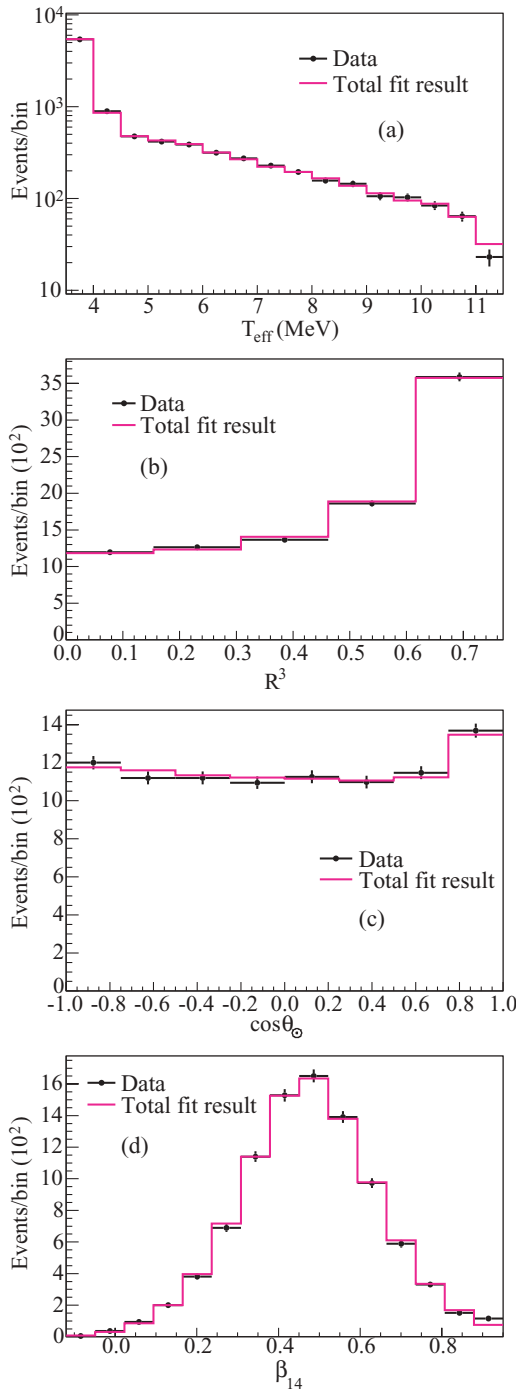 10⁴
Data
Total fit result
(a)
10³
10²
10
Events/bin
4 5 6 7 8 9 10 11
T_eff (MeV)
35
30
25
20
15
10
5
0
Data
Total fit result
(b)
Events/bin (10²)
0.0 0.1 0.2 0.3 0.4 0.5 0.6 0.7
R³
14
12
10
8
6
4
2
0
Data
Total fit result
(c)
Events/bin (10²)
-1.0 -0.8 -0.6 -0.4 -0.2 0.0 0.2 0.4 0.6 0.8 1.0
cosθ⊙
16
14
12
10
8
6
4
2
0
Data
Total fit result
(d)
Events/bin (10²)
0.0 0.2 0.4 0.6 0.8
β₁₄